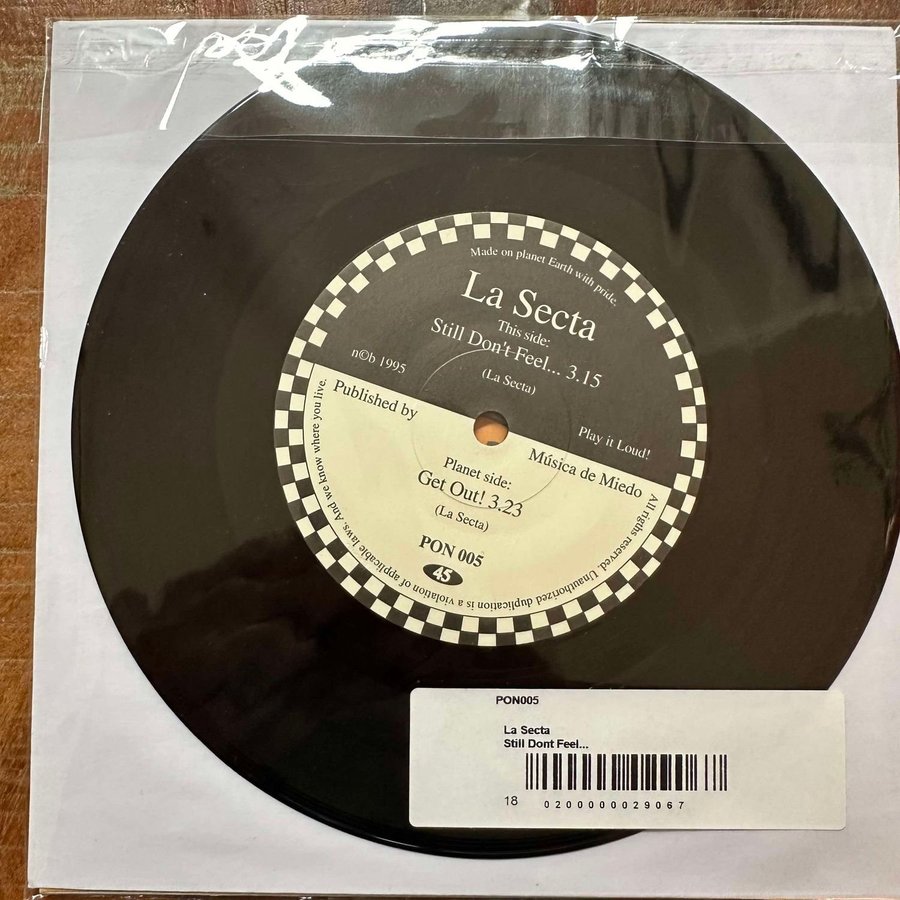 Made on planet Earth with pride.
La Secta
This side:
Still Don't Feel... 3.15
(La Secta)
n©b 1995
Play it Loud!
Published by
Música de Miedo
Planet side:
Get Out! 3.23
(La Secta)
PON 005
45
All rigths reserved. Unauthorized duplication is a violation of applicable laws. And we know where you live.
PON005
La Secta
Still Dont Feel...
18
0200000029067